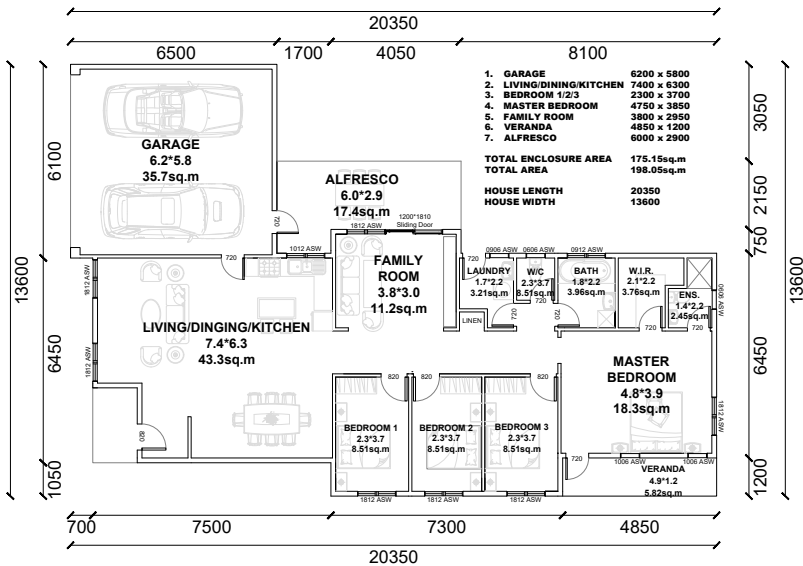 20350
6500 1700 4050 8100
1. GARAGE 6200 x 5800
2. LIVING/DINING/KITCHEN 7400 x 6300
3. BEDROOM 1/2/3 2300 x 3700
4. MASTER BEDROOM 4750 x 3850
5. FAMILY ROOM 3800 x 2950
6. VERANDA 4850 x 1200
7. ALFRESCO 6000 x 2900
TOTAL ENCLOSURE AREA 175.15sq.m
TOTAL AREA 198.05sq.m
HOUSE LENGTH 20350
HOUSE WIDTH 13600
13600
6100
6450
1050
GARAGE
6.2*5.8
35.7sq.m
720
720
ALFRESCO
6.0*2.9
17.4sq.m
1812 ASW
1200*1810
Sliding Door
1012 ASW
FAMILY
ROOM
3.8*3.0
11.2sq.m
1812 ASW
1812 ASW
LIVING/DINGING/KITCHEN
7.4*6.3
43.3sq.m
820
0906 ASW
0606 ASW
0912 ASW
720
LAUNDRY
1.7*2.2
3.21sq.m
W/C
2.3*3.7
8.51sq.m
720
BATH
1.8*2.2
3.96sq.m
W.I.R.
2.1*2.2
3.76sq.m
ENS.
1.4*2.2
2.45sq.m
0606 ASW
LINEN
720
720
720
720
MASTER
BEDROOM
4.8*3.9
18.3sq.m
1812 ASW
820
820
820
BEDROOM 1
2.3*3.7
8.51sq.m
BEDROOM 2
2.3*3.7
8.51sq.m
BEDROOM 3
2.3*3.7
8.51sq.m
1812 ASW
1812 ASW
1812 ASW
720
1006 ASW
1006 ASW
VERANDA
4.9*1.2
5.82sq.m
3050
2150
750
6450
1200
13600
700 7500 7300 4850
20350